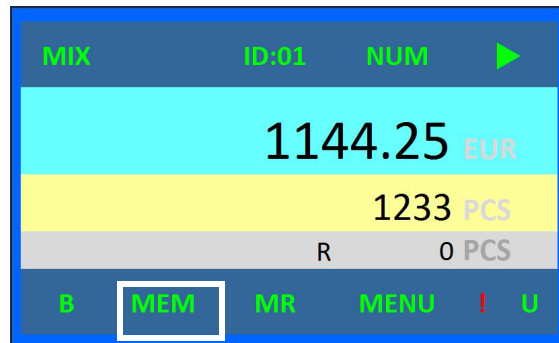 MIX ID:01 NUM
1144.25 EUR
1233 PCS
R 0 PCS
B MEM MR MENU ! U